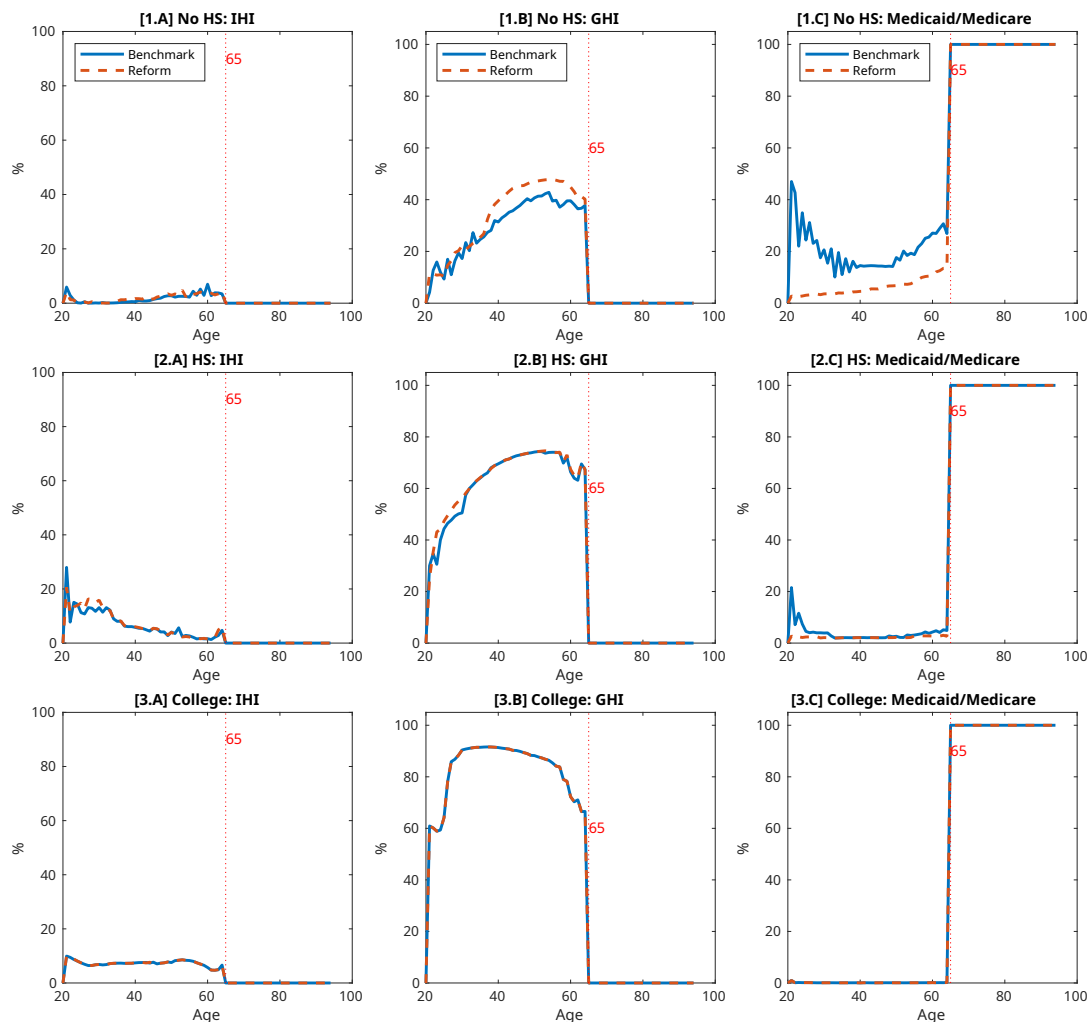 [1.A] No HS: IHI
100
80
60
40
20
0
%
Benchmark
Reform
65
20 40 60 80 100
Age
[1.B] No HS: GHI
100
80
60
40
20
0
%
Benchmark
Reform
65
20 40 60 80 100
Age
[1.C] No HS: Medicaid/Medicare
100
80
60
40
20
0
%
Benchmark
Reform
65
20 40 60 80 100
Age
[2.A] HS: IHI
100
80
60
40
20
0
%
65
20 40 60 80 100
Age
[2.B] HS: GHI
100
80
60
40
20
0
%
65
20 40 60 80 100
Age
[2.C] HS: Medicaid/Medicare
100
80
60
40
20
0
%
65
20 40 60 80 100
Age
[3.A] College: IHI
100
80
60
40
20
0
%
65
20 40 60 80 100
Age
[3.B] College: GHI
100
80
60
40
20
0
%
65
20 40 60 80 100
Age
[3.C] College: Medicaid/Medicare
100
80
60
40
20
0
%
65
20 40 60 80 100
Age